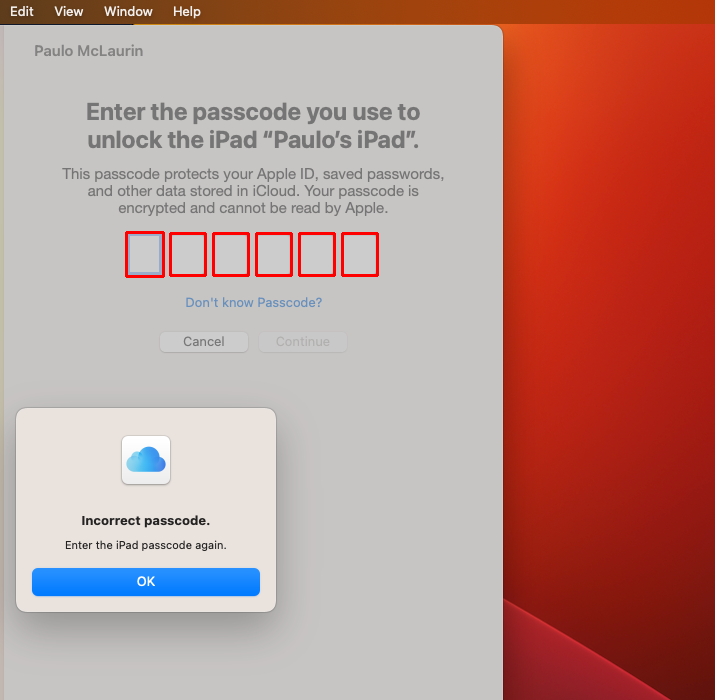 Edit View Window Help
Paulo McLaurin
Enter the passcode you use to
unlock the iPad “Paulo’s iPad”.
This passcode protects your Apple ID, saved passwords,
and other data stored in iCloud. Your passcode is
encrypted and cannot be read by Apple.
Don't know Passcode?
Cancel Continue
Incorrect passcode.
Enter the iPad passcode again.
OK